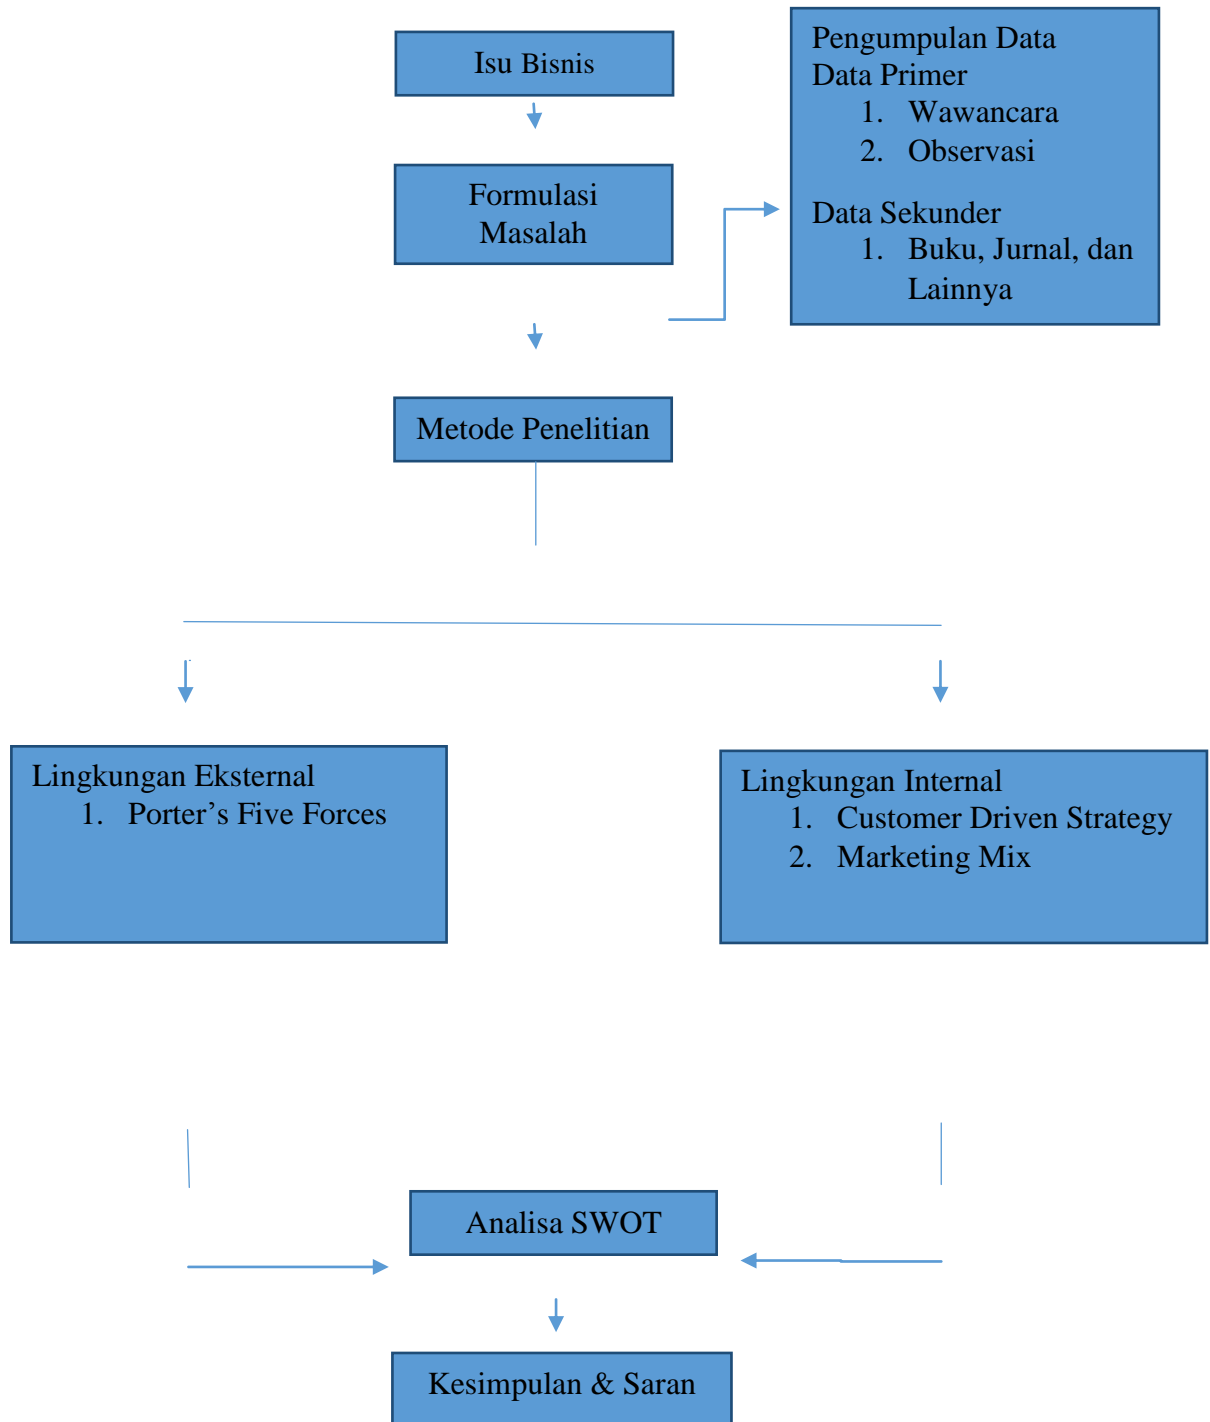 Isu Bisnis
Formulasi
Masalah
Pengumpulan Data
Data Primer
1. Wawancara
2. Observasi
Data Sekunder
1. Buku, Jurnal, dan
Lainnya
Metode Penelitian
Lingkungan Eksternal
1. Porter’s Five Forces
Lingkungan Internal
1. Customer Driven Strategy
2. Marketing Mix
Analisa SWOT
Kesimpulan & Saran